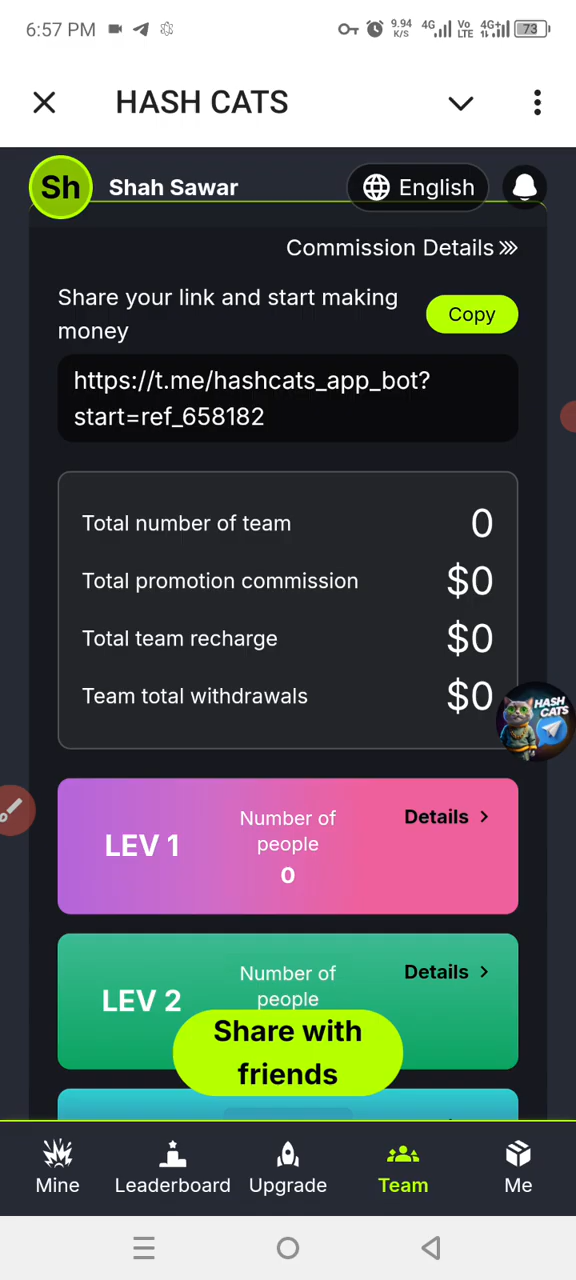 6:57 PM
9.94
K/S
4G
Vo
LTE
4G+
73
HASH CATS
Sh
Shah Sawar
English
Commission Details
Share your link and start making
money
Copy
https://t.me/hashcats_app_bot?
start=ref_658182
Total number of team
0
Total promotion commission
$0
Total team recharge
$0
Team total withdrawals
$0
HASH
CATS
LEV 1
Number of
people
0
Details
LEV 2
Number of
people
Details
Share with
friends
Mine
Leaderboard
Upgrade
Team
Me